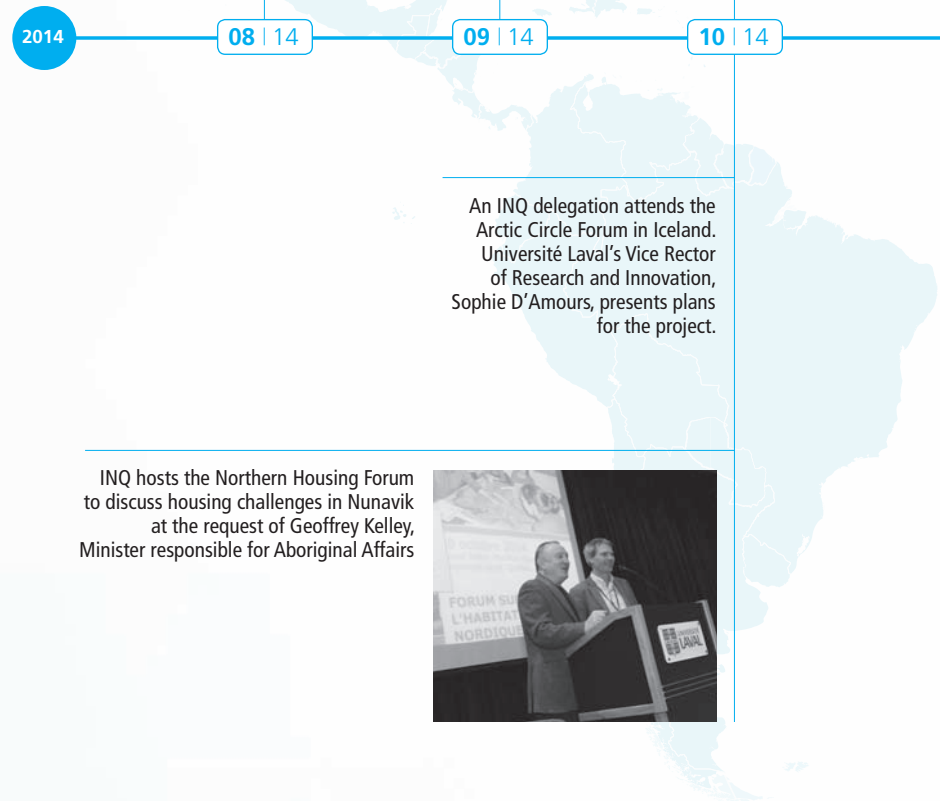 2014
08 | 14
09 | 14
10 | 14
An INQ delegation attends the
Arctic Circle Forum in Iceland.
Université Laval’s Vice Rector
of Research and Innovation,
Sophie D’Amours, presents plans
for the project.
INQ hosts the Northern Housing Forum
to discuss housing challenges in Nunavik
at the request of Geoffrey Kelley,
Minister responsible for Aboriginal Affairs
FORUM SU
L'HABITAT
NORDIQUE
UNIVERSITÉ
LAVAL